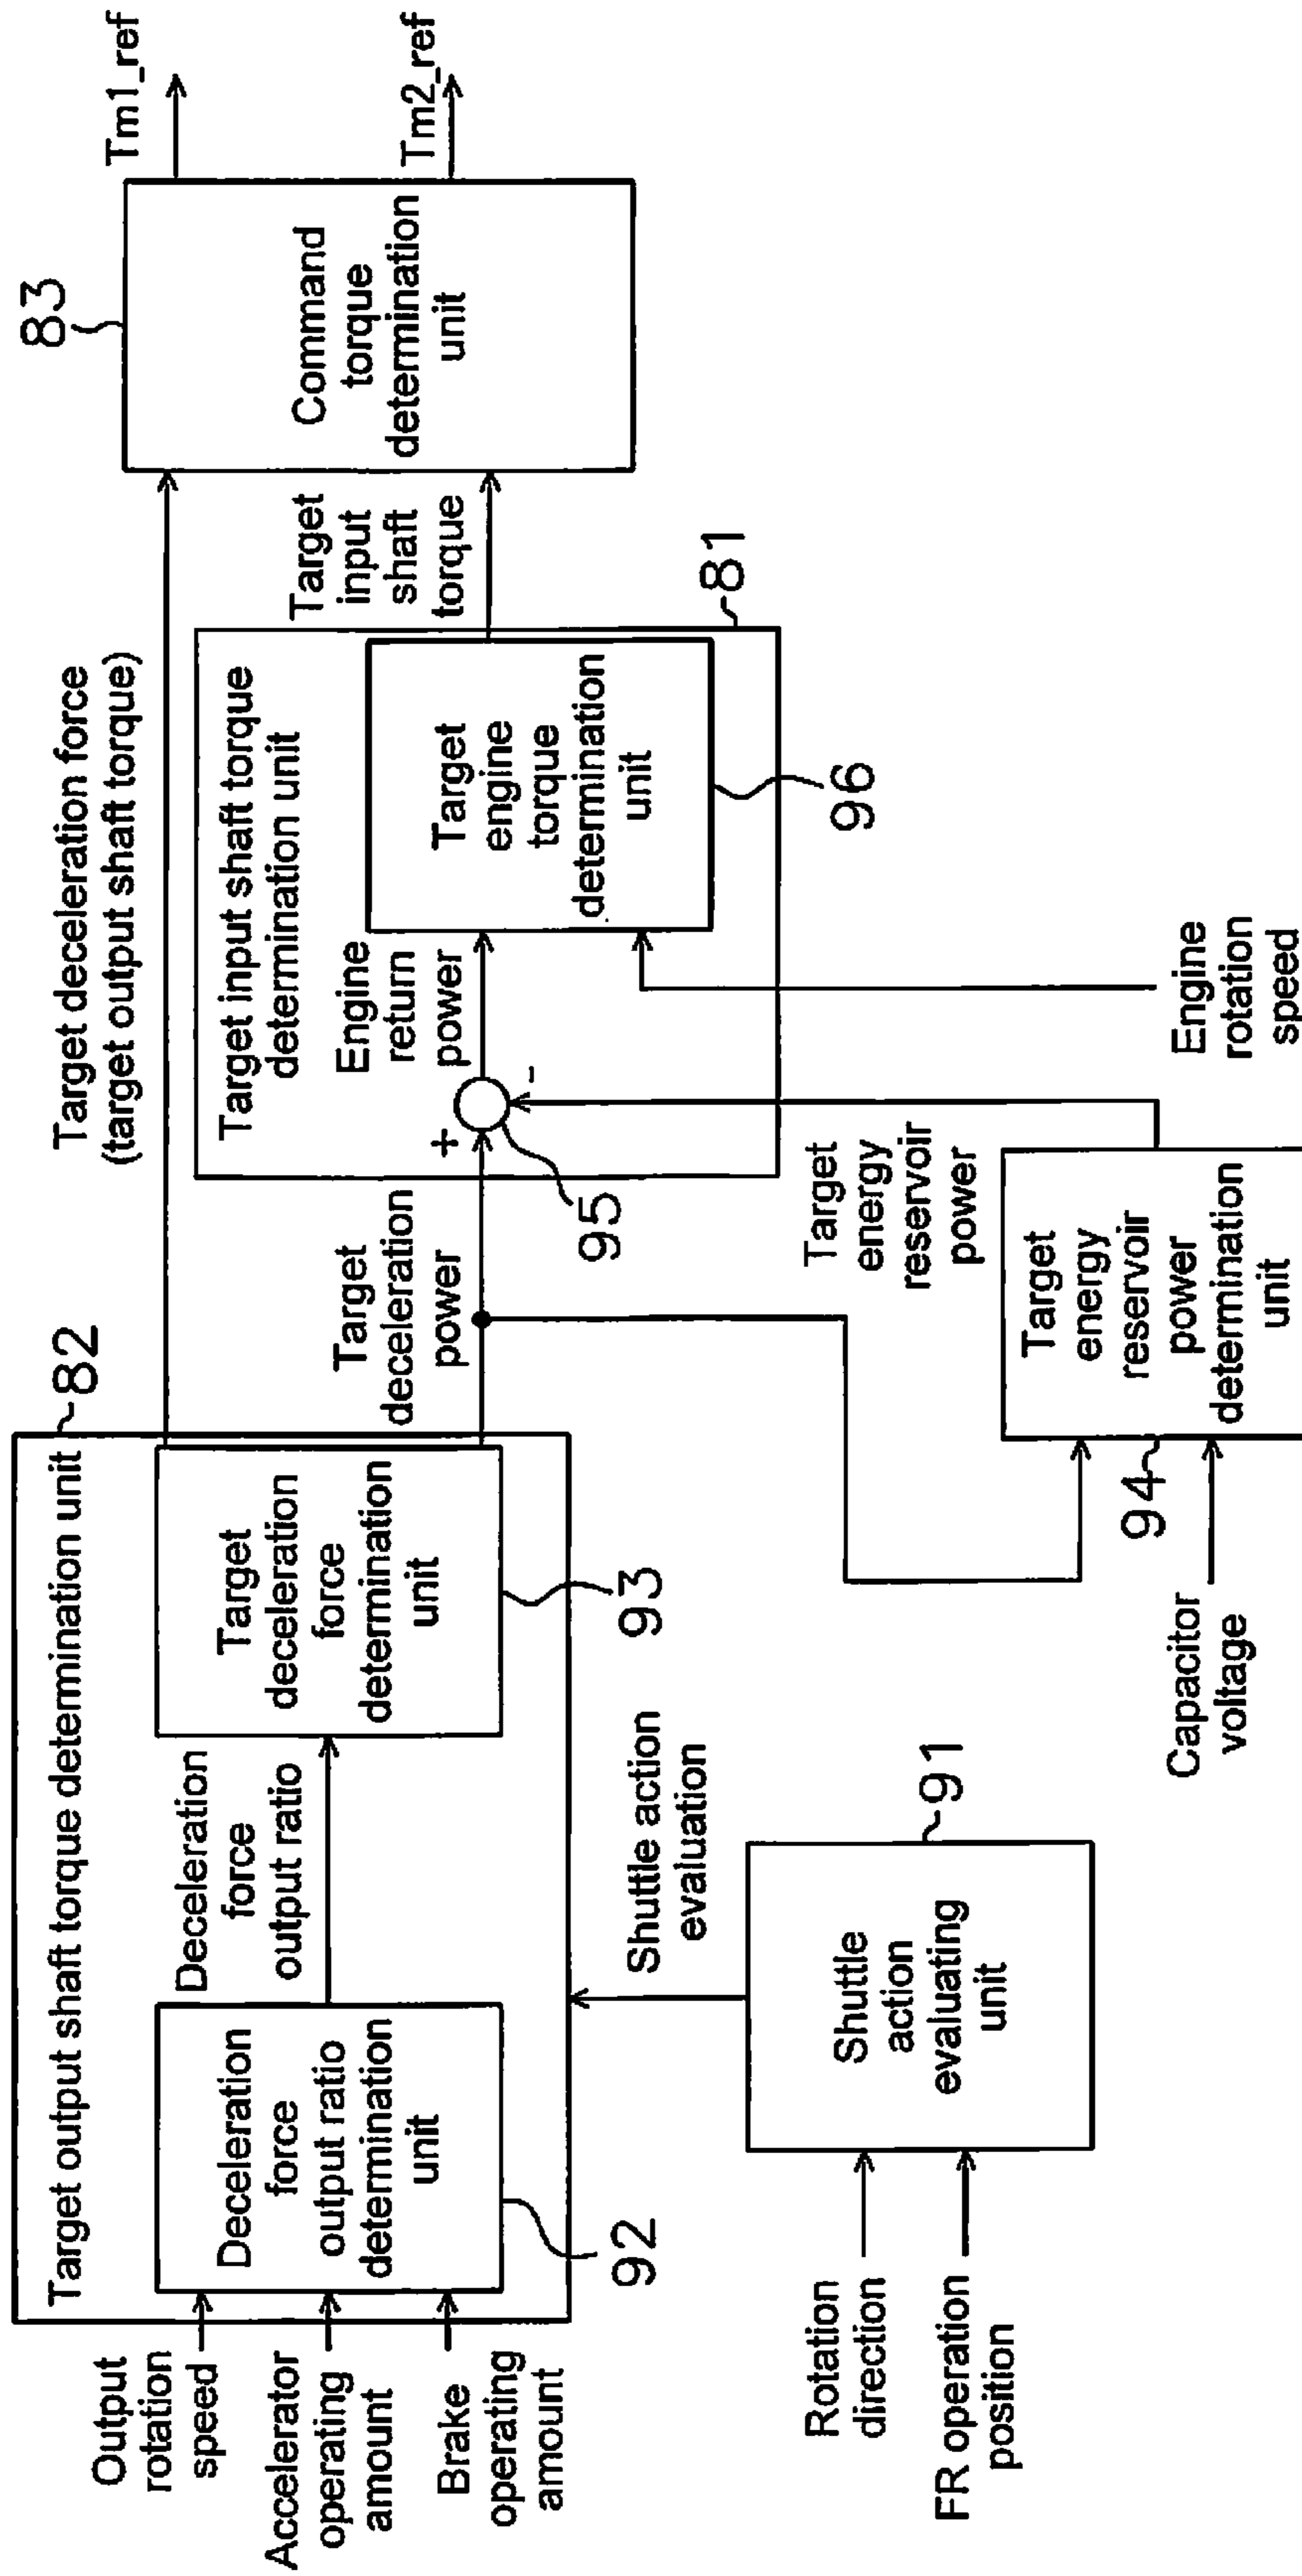 Target output shaft torque determination unit
82
Output
rotation
speed
Accelerator
operating
amount
Brake
operating
amount
Deceleration
force
output ratio
determination
unit
92
Deceleration
force
output ratio
Target
deceleration
force
determination
unit
93
Rotation
direction
FR operation
position
Shuttle
action
evaluating
unit
91
Shuttle action
evaluation
Target deceleration force
(target output shaft torque)
Target
deceleration
power
Capacitor
voltage
94
Target
energy
reservoir
power
determination
unit
Target
energy
reservoir
power
Target input shaft torque
determination unit
81
+
-
95
Engine
return
power
Engine
rotation
speed
Target
engine
torque
determination
unit
96
Target
input
shaft
torque
83
Command
torque
determination
unit
Tm1_ref
Tm2_ref